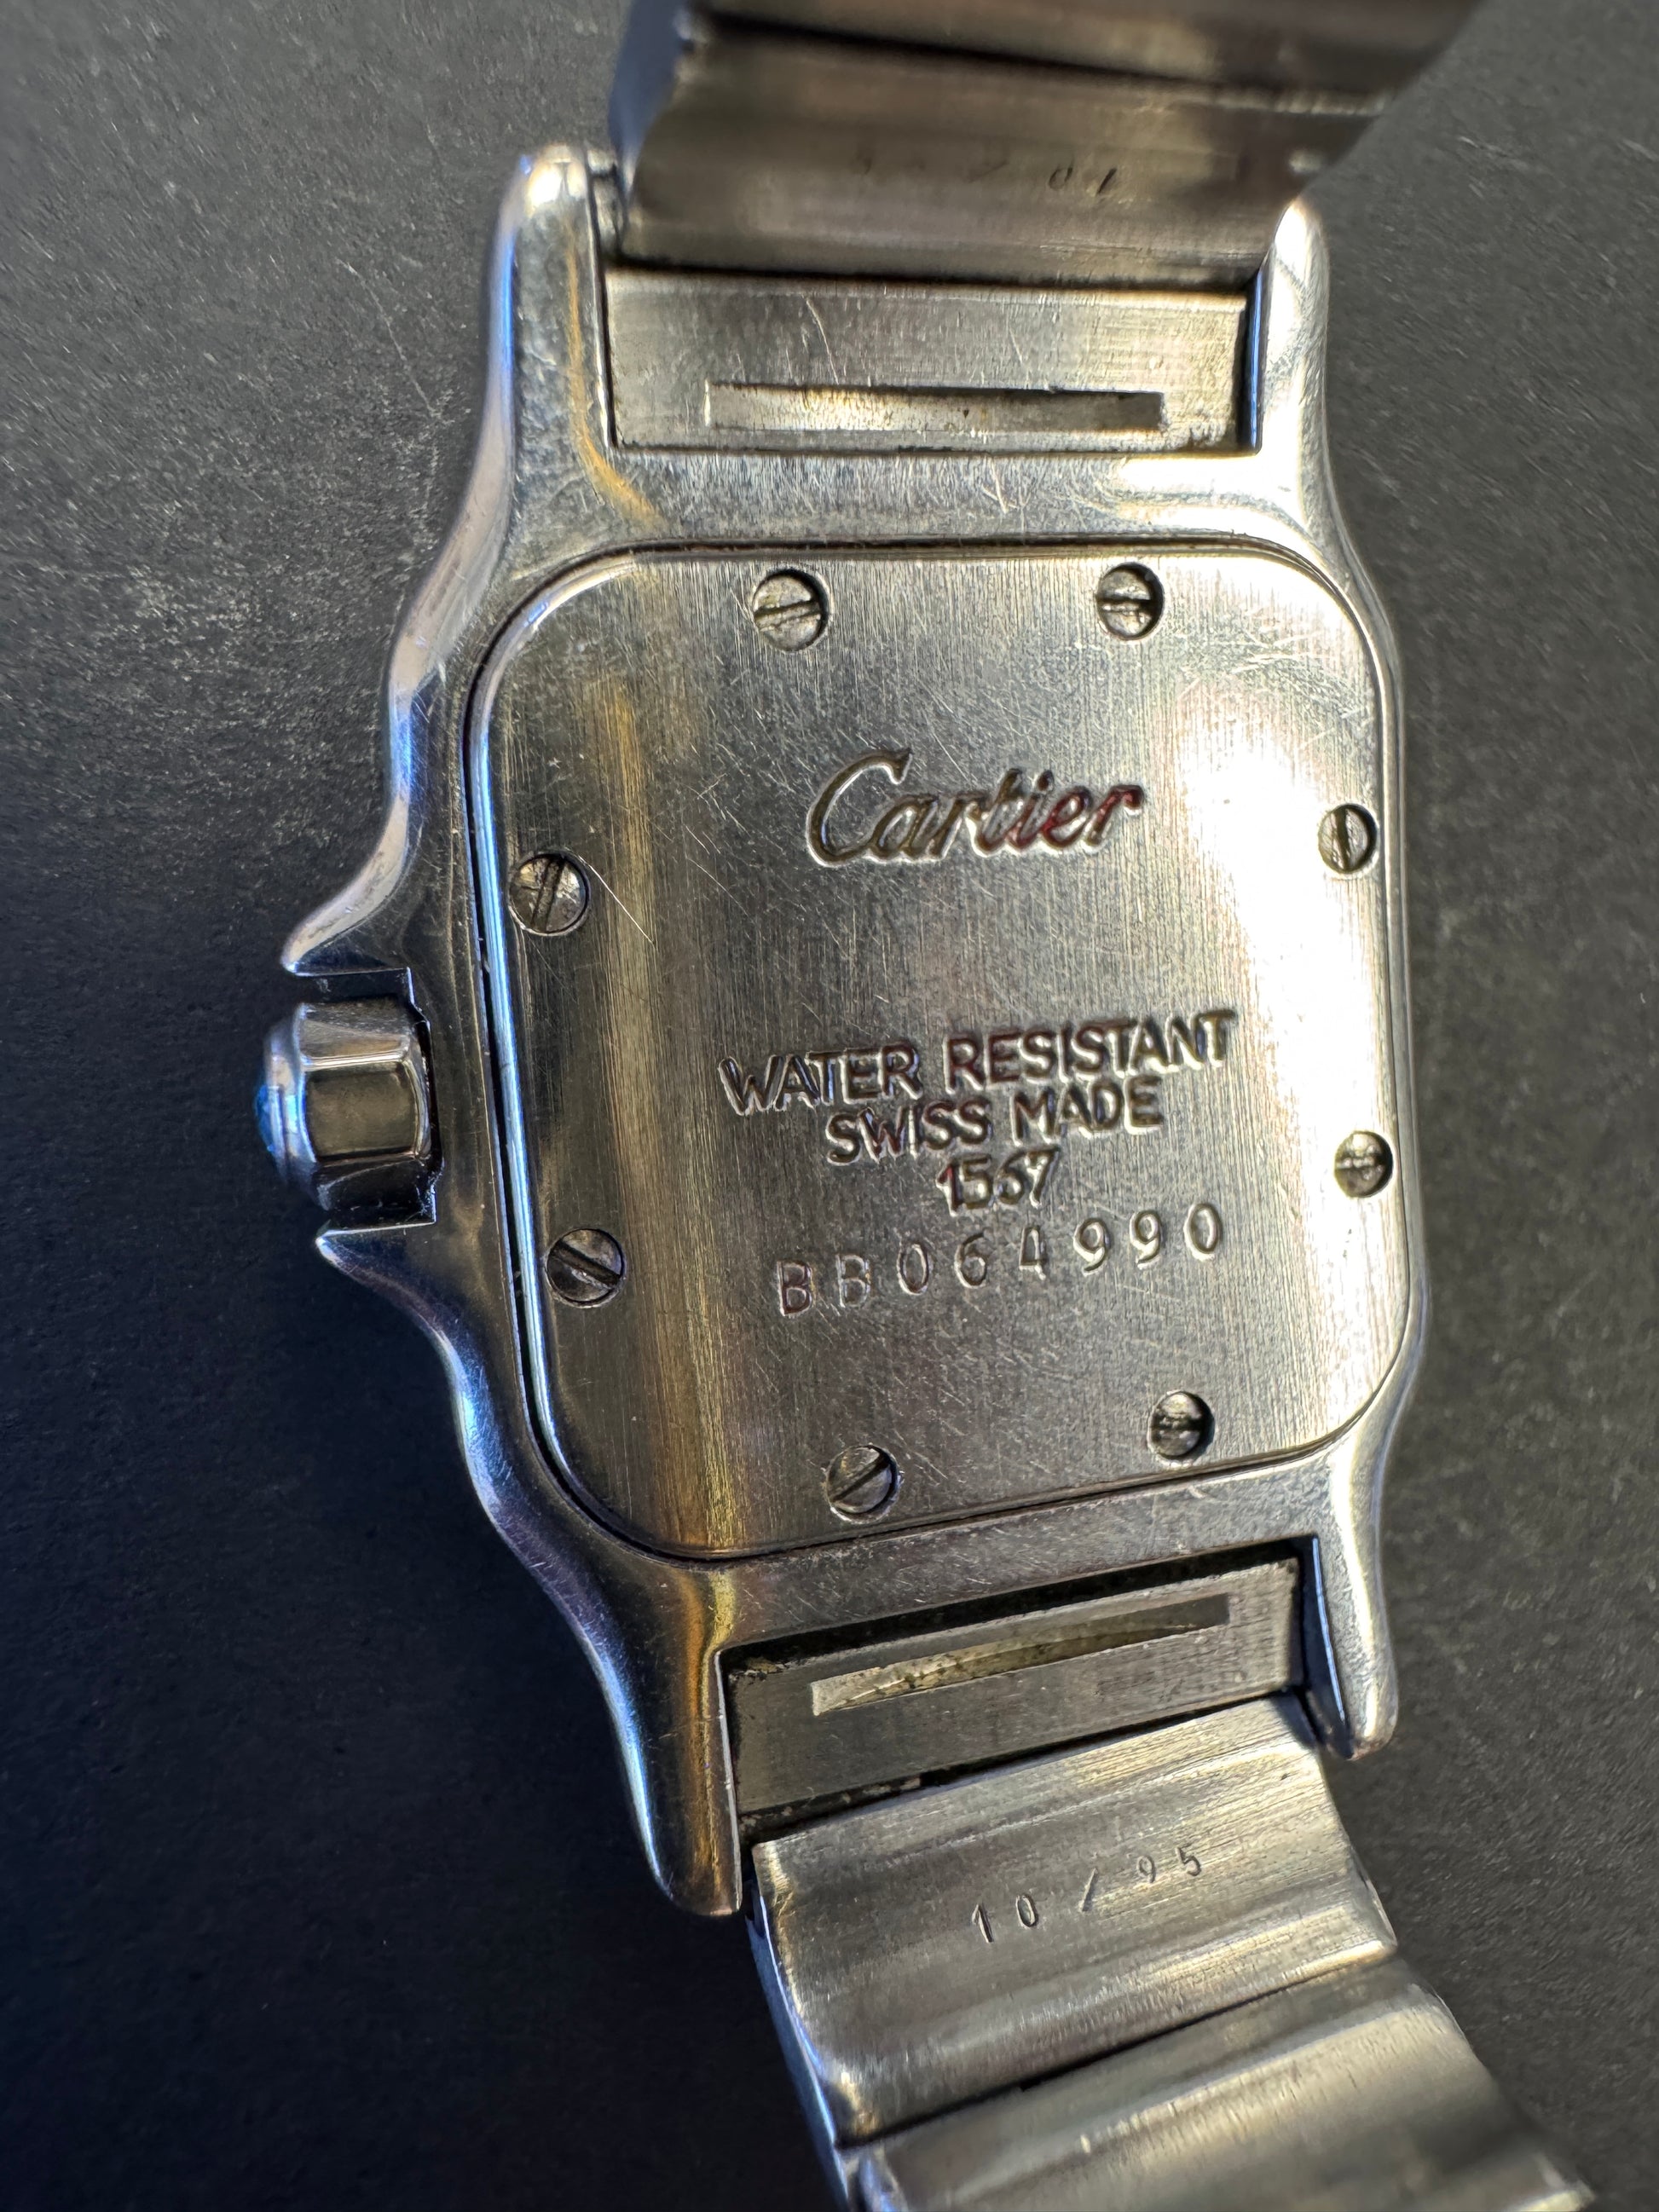 Cartier
WATER RESISTANT
SWISS MADE
1567
BB064990
10 / 95